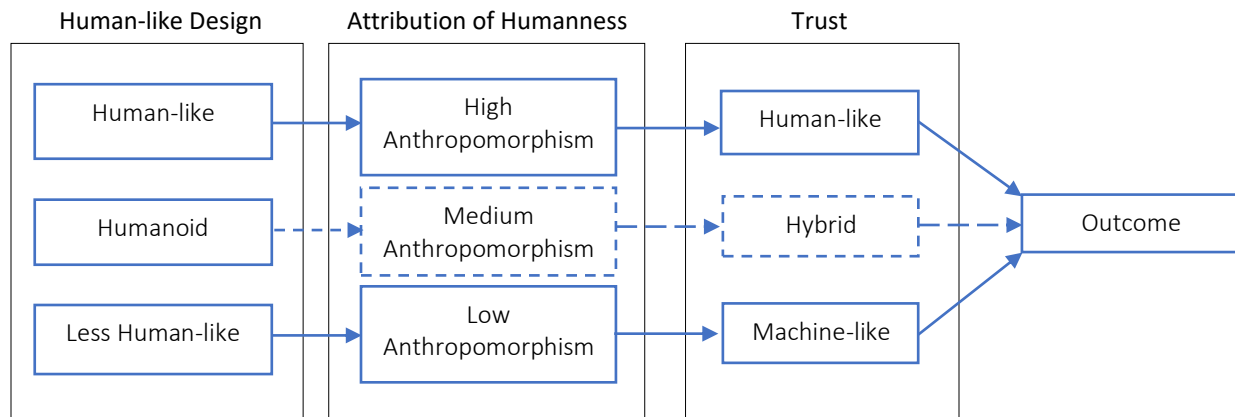 Human-like Design
Attribution of Humanness
Trust
Human-like
High
Anthropomorphism
Human-like
Humanoid
Medium
Anthropomorphism
Hybrid
Outcome
Less Human-like
Low
Anthropomorphism
Machine-like